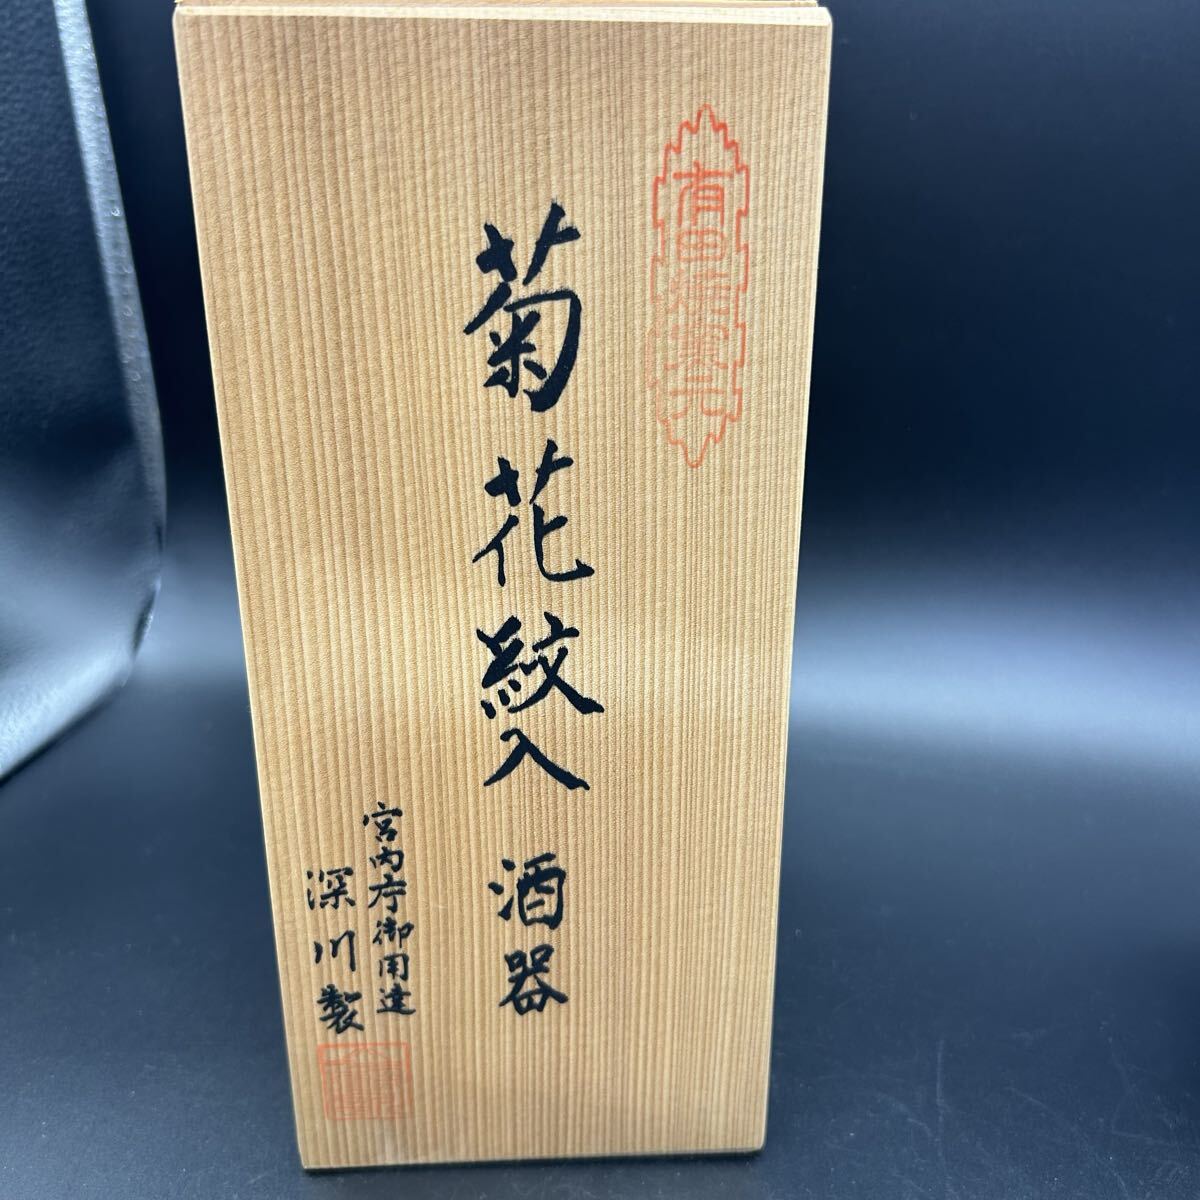 有田焼窯元
菊花紋入 酒器
宮内庁御用達
深川製